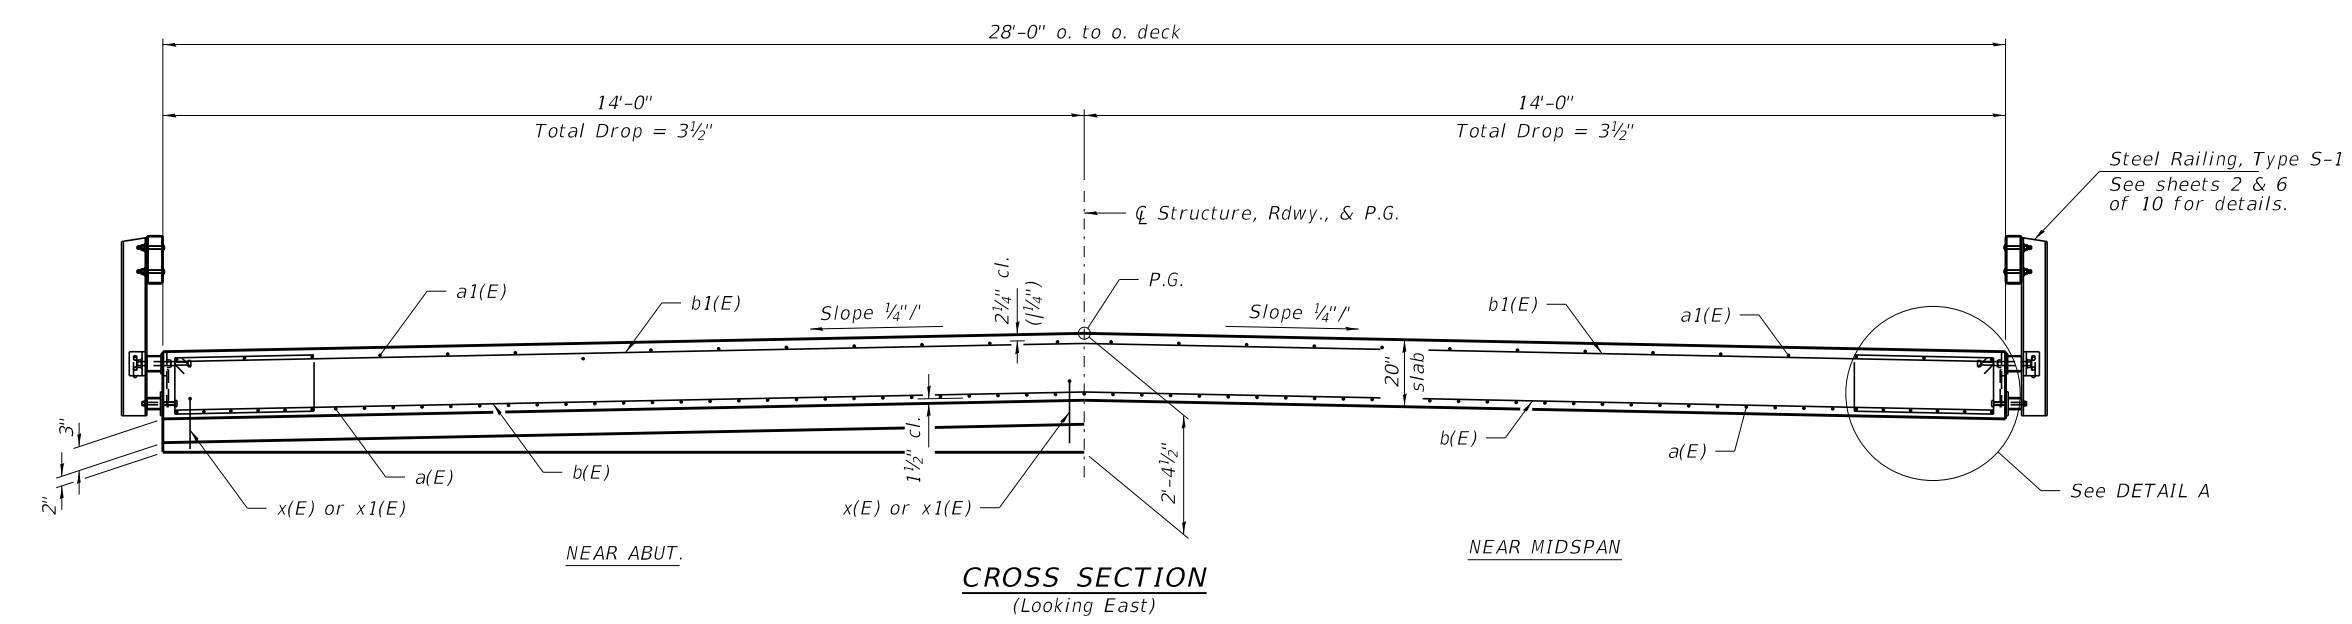 28'-0" o. to o. deck
14'-0"
Total Drop = 3½"
14'-0"
Total Drop = 3½"
Steel Railing, Type S-1
See sheets 2 & 6
of 10 for details.
℄ Structure, Rdwy., & P.G.
P.G.
2¼" cl.
(±¼")
a1(E)
b1(E)
Slope ¼"/'
Slope ¼"/'
b1(E)
a1(E)
20"
slab
3"
2"
1½" cl.
2'-4½"
a(E)
b(E)
b(E)
a(E)
x(E) or x1(E)
x(E) or x1(E)
See DETAIL A
NEAR ABUT.
NEAR MIDSPAN
CROSS SECTION
(Looking East)